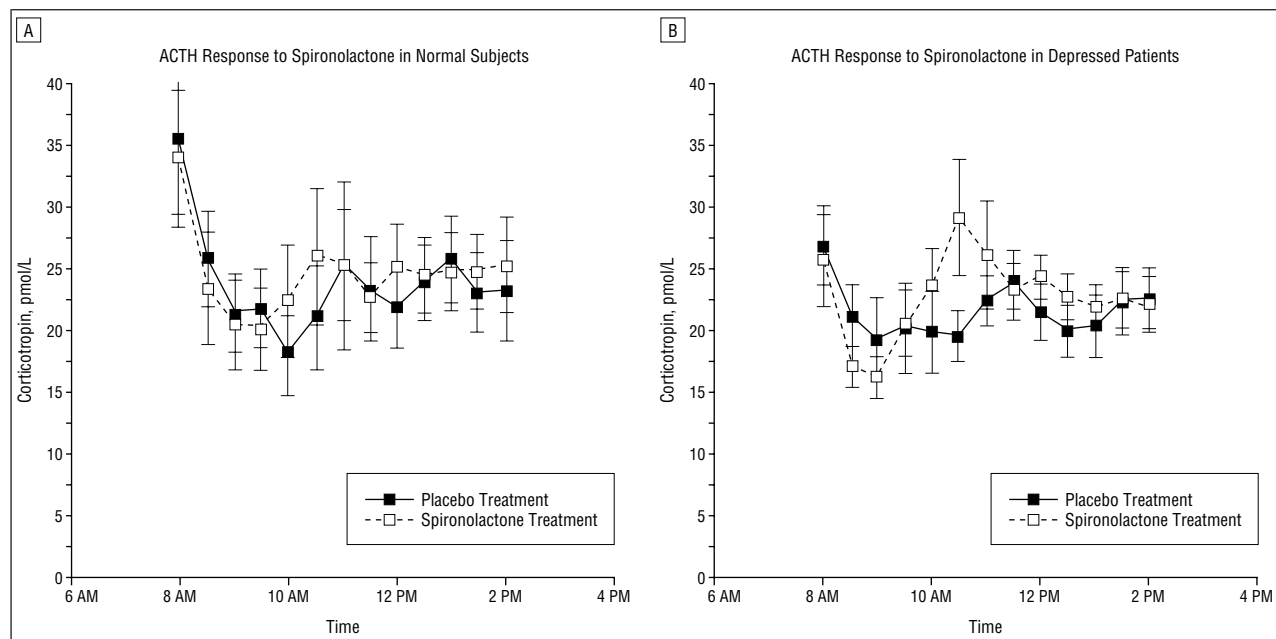 A
ACTH Response to Spironolactone in Normal Subjects
40
35
30
25
20
15
10
5
0
Corticotropin, pmol/L
6 AM 8 AM 10 AM 12 PM 2 PM 4 PM
Time
Placebo Treatment
Spironolactone Treatment
B
ACTH Response to Spironolactone in Depressed Patients
40
35
30
25
20
15
10
5
0
Corticotropin, pmol/L
6 AM 8 AM 10 AM 12 PM 2 PM 4 PM
Time
Placebo Treatment
Spironolactone Treatment